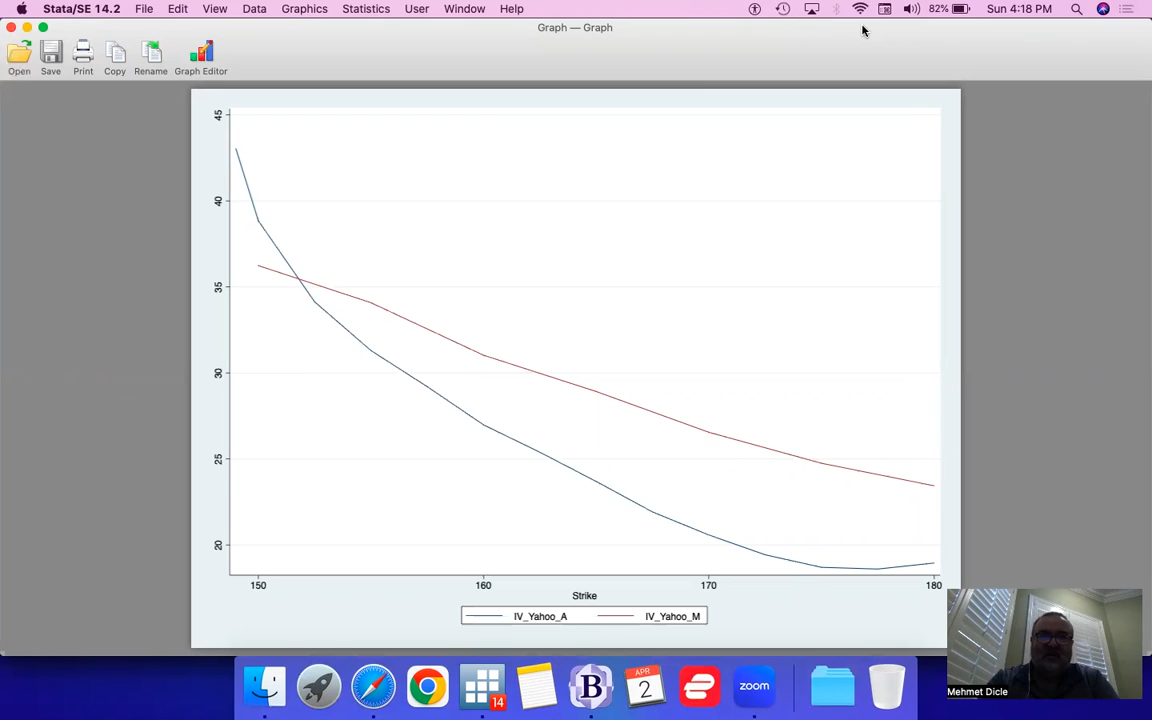 Stata/SE 14.2 File Edit View Data Graphics Statistics User Window Help 82% Sun 4:18 PM
Graph — Graph
Open Save Print Copy Rename Graph Editor
45
40
35
30
25
20
150 160 170 180
Strike
IV_Yahoo_A IV_Yahoo_M
Mehmet Dicle
14
B
APR
2
zoom